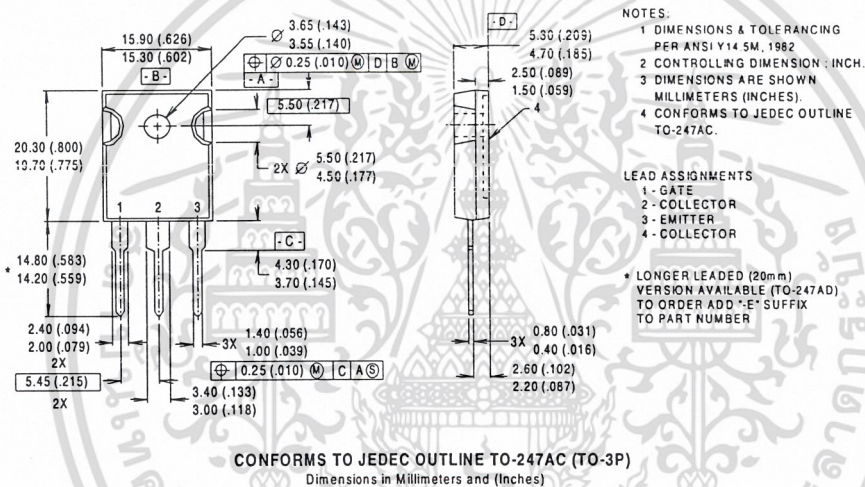 15.90 (.626)
15.30 (.602)
- B -
Ø 3.65 (.143)
3.55 (.140)
⌖ Ø 0.25 (.010) Ⓜ D B Ⓜ
- A -
5.50 (.217)
20.30 (.800)
19.70 (.775)
2X Ø 5.50 (.217)
4.50 (.177)
1 2 3
- C -
* 14.80 (.583)
14.20 (.559)
4.30 (.170)
3.70 (.145)
2.40 (.094)
2.00 (.079)
2X
5.45 (.215)
2X
3X 1.40 (.056)
1.00 (.039)
⌖ 0.25 (.010) Ⓜ C A Ⓢ
3.40 (.133)
3.00 (.118)
- D -
5.30 (.209)
4.70 (.185)
2.50 (.089)
1.50 (.059)
4
3X 0.80 (.031)
0.40 (.016)
2.60 (.102)
2.20 (.087)
NOTES:
1 DIMENSIONS & TOLERANCING
PER ANSI Y14.5M, 1982
2 CONTROLLING DIMENSION : INCH.
3 DIMENSIONS ARE SHOWN
MILLIMETERS (INCHES).
4 CONFORMS TO JEDEC OUTLINE
TO-247AC.
LEAD ASSIGNMENTS
1 - GATE
2 - COLLECTOR
3 - EMITTER
4 - COLLECTOR
* LONGER LEADED (20mm)
VERSION AVAILABLE (TO-247AD)
TO ORDER ADD "-E" SUFFIX
TO PART NUMBER
CONFORMS TO JEDEC OUTLINE TO-247AC (TO-3P)
Dimensions in Millimeters and (Inches)